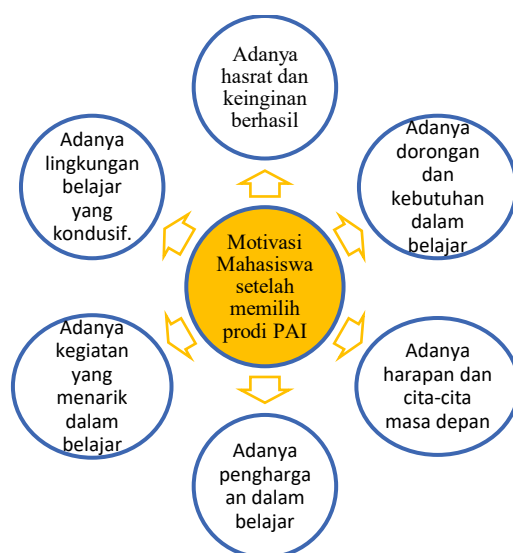 Adanya
hasrat dan
keinginan
berhasil
Adanya
dorongan
dan
kebutuhan
dalam
belajar
Adanya
harapan dan
cita-cita
masa depan
Adanya
pengharga
an dalam
belajar
Adanya
kegiatan
yang
menarik
dalam
belajar
Adanya
lingkungan
belajar
yang
kondusif.
Motivasi
Mahasiswa
setelah
memilih
prodi PAI